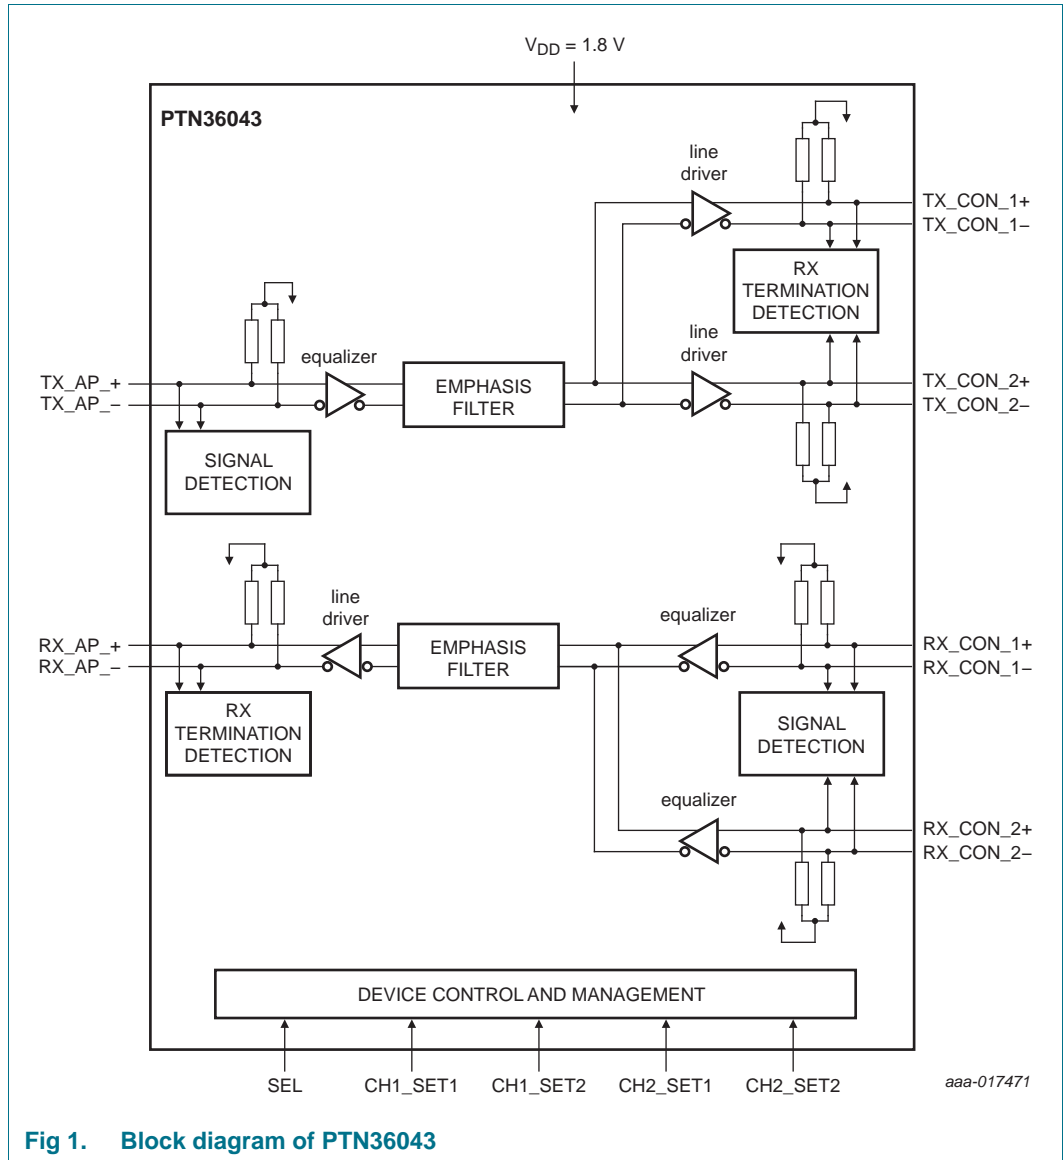 VDD = 1.8 V
PTN36043
line
driver
TX_CON_1+
TX_CON_1−
RX
TERMINATION
DETECTION
line
driver
equalizer
TX_AP_+
TX_AP_−
EMPHASIS
FILTER
TX_CON_2+
TX_CON_2−
SIGNAL
DETECTION
line
driver
equalizer
RX_AP_+
RX_AP_−
EMPHASIS
FILTER
RX_CON_1+
RX_CON_1−
RX
TERMINATION
DETECTION
SIGNAL
DETECTION
equalizer
RX_CON_2+
RX_CON_2−
DEVICE CONTROL AND MANAGEMENT
SEL
CH1_SET1
CH1_SET2
CH2_SET1
CH2_SET2
aaa-017471
Fig 1. Block diagram of PTN36043